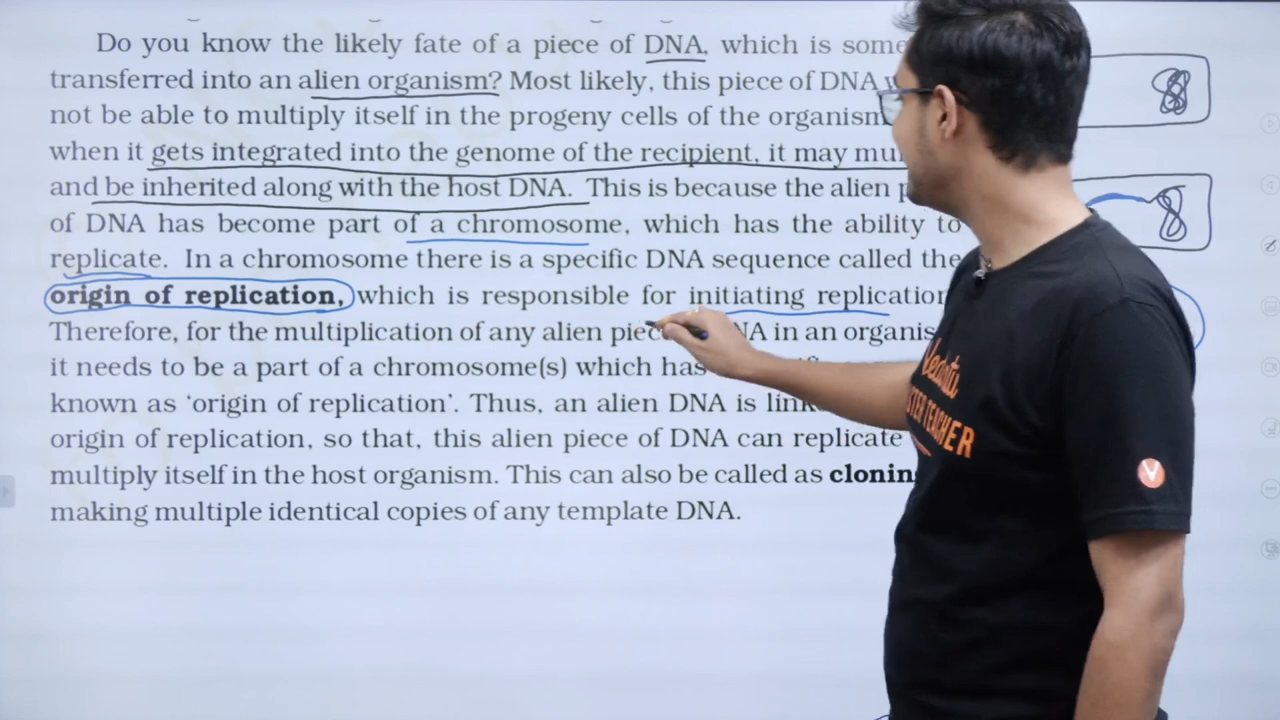 Do you know the likely fate of a piece of DNA, which is some
transferred into an alien organism? Most likely, this piece of DNA
not be able to multiply itself in the progeny cells of the organism
when it gets integrated into the genome of the recipient, it may mul
and be inherited along with the host DNA. This is because the alien p
of DNA has become part of a chromosome, which has the ability to
replicate. In a chromosome there is a specific DNA sequence called the
origin of replication, which is responsible for initiating replication
Therefore, for the multiplication of any alien piec NA in an organis
it needs to be a part of a chromosome(s) which has
known as 'origin of replication'. Thus, an alien DNA is link
origin of replication, so that, this alien piece of DNA can replicate
multiply itself in the host organism. This can also be called as cloning
making multiple identical copies of any template DNA.
TEACHER
V